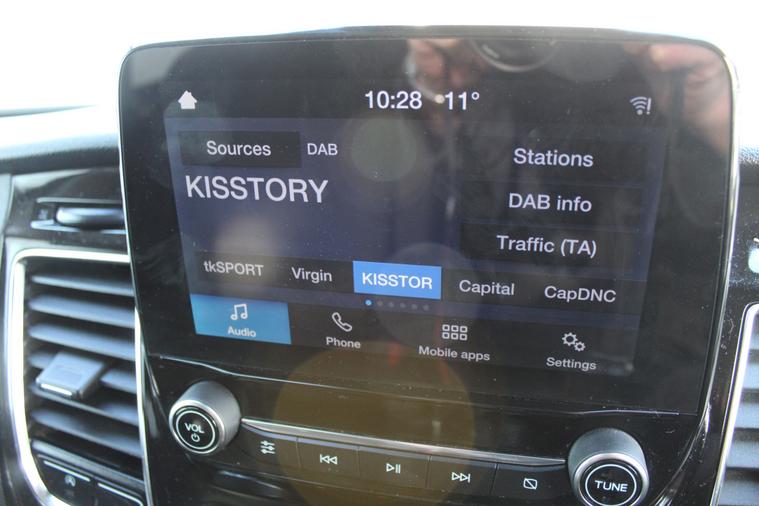 10:28 11°
Sources DAB Stations
KISSTORY DAB info
Traffic (TA)
tkSPORT Virgin KISSTOR Capital CapDNC
Audio Phone Mobile apps Settings
VOL TUNE